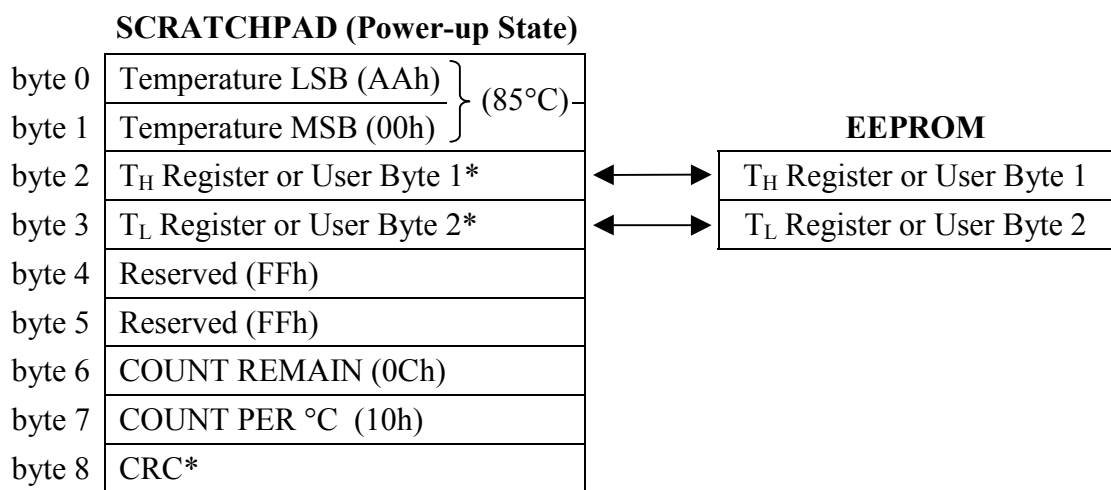 SCRATCHPAD (Power-up State)
byte 0 Temperature LSB (AAh)
(85°C)
byte 1 Temperature MSB (00h)
EEPROM
byte 2 TH Register or User Byte 1* TH Register or User Byte 1
byte 3 TL Register or User Byte 2* TL Register or User Byte 2
byte 4 Reserved (FFh)
byte 5 Reserved (FFh)
byte 6 COUNT REMAIN (0Ch)
byte 7 COUNT PER °C (10h)
byte 8 CRC*